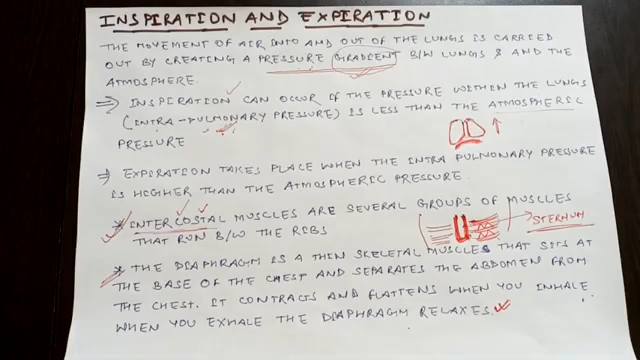 INSPIRATION AND EXPIRATION
THE MOVEMENT OF AIR INTO AND OUT OF THE LUNGS IS CARRIED
OUT BY CREATING A PRESSURE GIRADIENT B/W LUNGS & AND THE
ATMOSPHERE.
⇒ INSPIRATION CAN OCCUR IF THE PRESSURE WITHIN THE LUNGS
(INTRA-PULMONARY PRESSURE) IS LESS THAN THE ATMOSPHERIC
PRESSURE
⇒ EXPIRATION TAKES PLACE WHEN THE INTRA PULMONARY PRESSURE
IS HIGHER THAN THE ATMOSPHERIC PRESSURE.
* INTERCOSTAL MUSCLES ARE SEVERAL GROUPS OF MUSCLES
THAT RUN B/W THE RIBS
STERNUM
* THE DIAPHRAGM IS A THIN SKELETAL MUSCLES THAT SITS AT
THE BASE OF THE CHEST AND SEPARATES THE ABDOMEN FROM
THE CHEST. IT CONTRACTS AND FLATTENS WHEN YOU INHALE
WHEN YOU EXHALE THE DIAPHRAGM RELAXES.